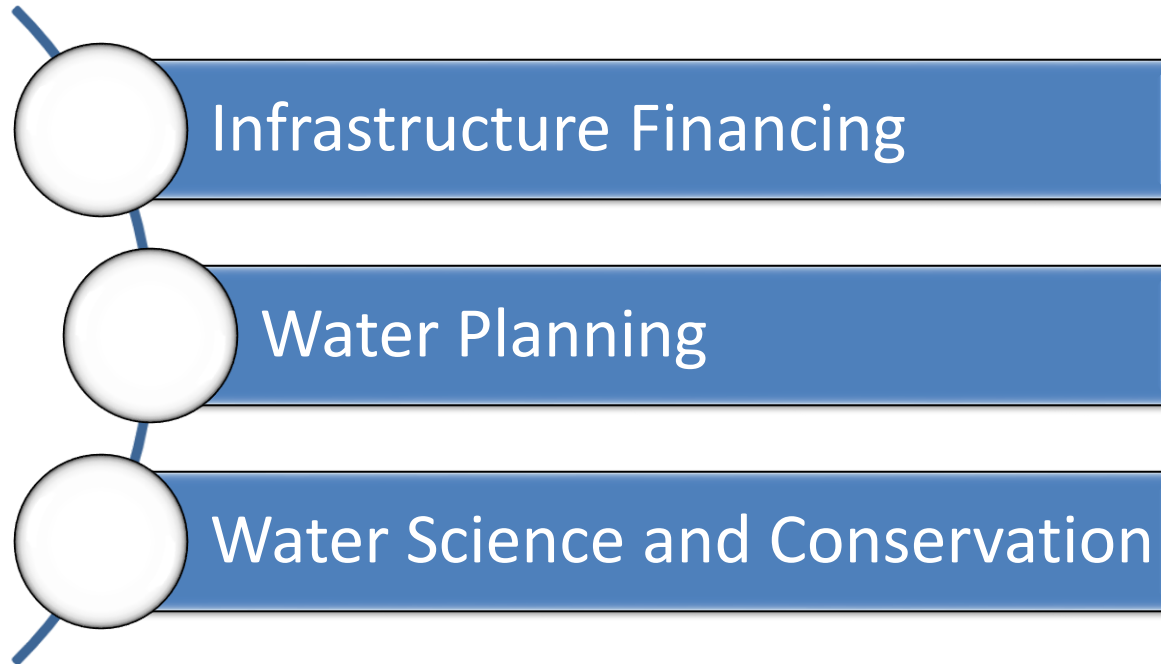 Infrastructure Financing
Water Planning
Water Science and Conservation